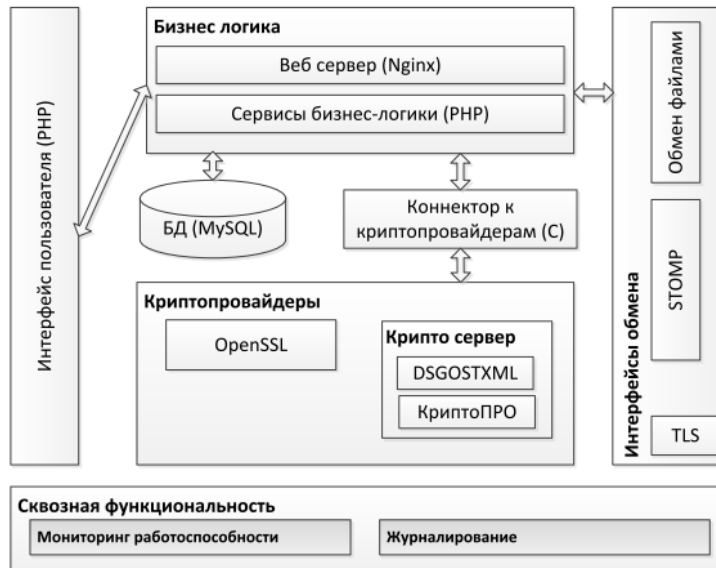 Интерфейс пользователя (PHP)
Бизнес логика
Веб сервер (Nginx)
Сервисы бизнес-логики (PHP)
БД (MySQL)
Коннектор к
криптопровайдерам (C)
Криптопровайдеры
OpenSSL
Крипто сервер
DSGOSTXML
КриптоПРО
Интерфейсы обмена
Обмен файлами
STOMP
TLS
Сквозная функциональность
Мониторинг работоспособности
Журналирование